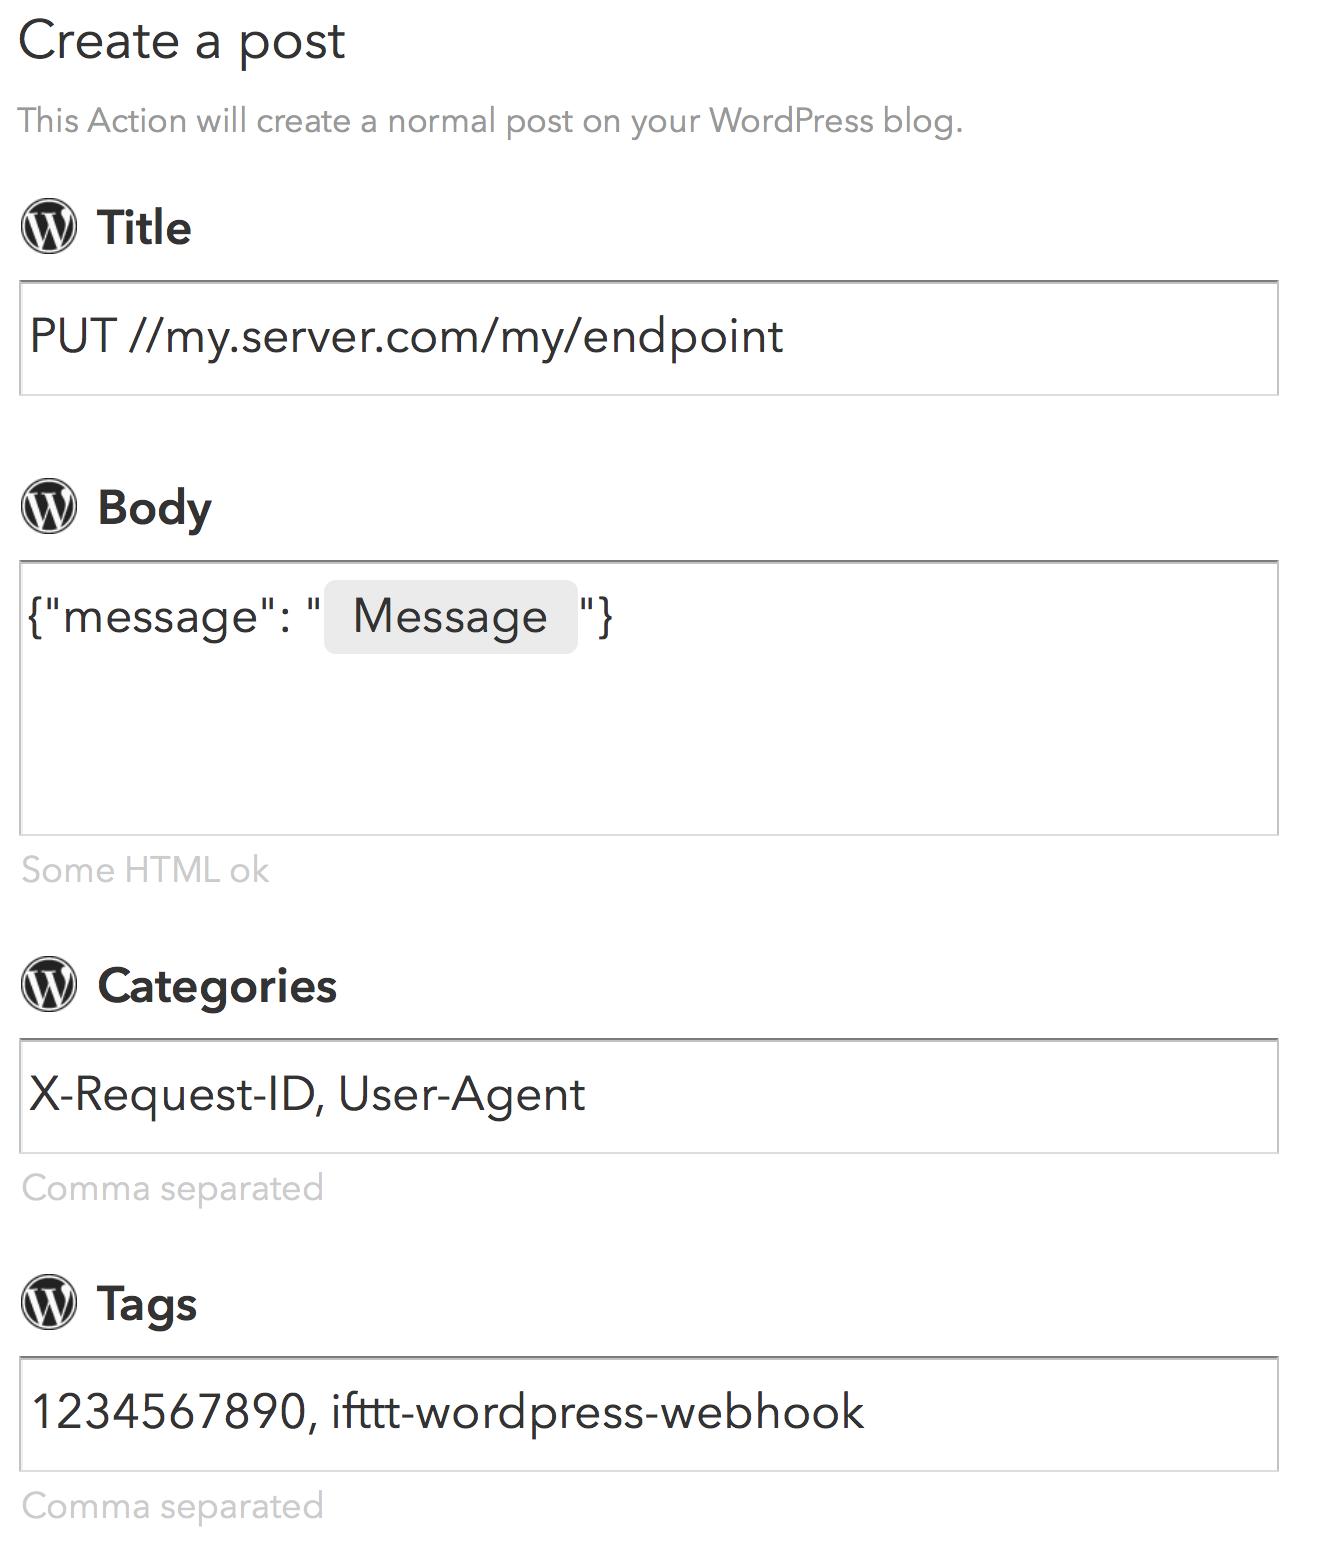 Create a post
This Action will create a normal post on your WordPress blog.
Title
PUT //my.server.com/my/endpoint
Body
{"message": " Message "}
Some HTML ok
Categories
X-Request-ID, User-Agent
Comma separated
Tags
1234567890, ifttt-wordpress-webhook
Comma separated